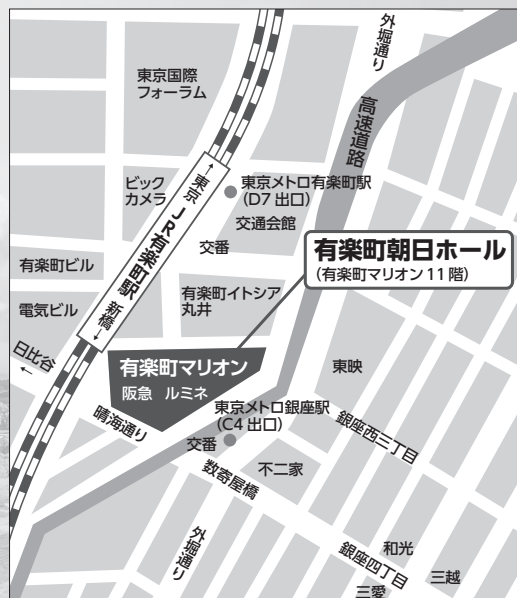 外堀通り
東京国際
フォーラム
高速道路
ビック
カメラ
←東京 JR有楽町駅 新橋→
東京メトロ有楽町駅
（D7 出口）
交通会館
交番
有楽町朝日ホール
（有楽町マリオン 11 階）
有楽町ビル
有楽町イトシア
丸井
電気ビル
日比谷
←
有楽町マリオン
阪急 ルミネ
東映
晴海通り
東京メトロ銀座駅
（C4 出口）
交番
銀座西三丁目
不二家
数寄屋橋
外堀通り
和光
銀座四丁目
三越
三愛